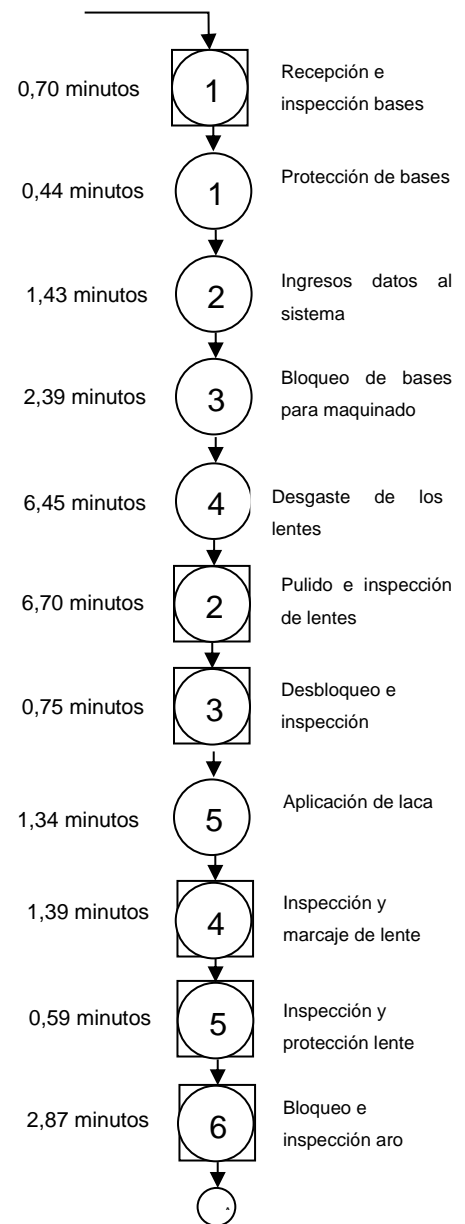 0,70 minutos
1
Recepción e
inspección bases
0,44 minutos
1
Protección de bases
1,43 minutos
2
Ingresos datos al
sistema
2,39 minutos
3
Bloqueo de bases
para maquinado
6,45 minutos
4
Desgaste de los
lentes
6,70 minutos
2
Pulido e inspección
de lentes
0,75 minutos
3
Desbloqueo e
inspección
1,34 minutos
5
Aplicación de laca
1,39 minutos
4
Inspección y
marcaje de lente
0,59 minutos
5
Inspección y
protección lente
2,87 minutos
6
Bloqueo e
inspección aro